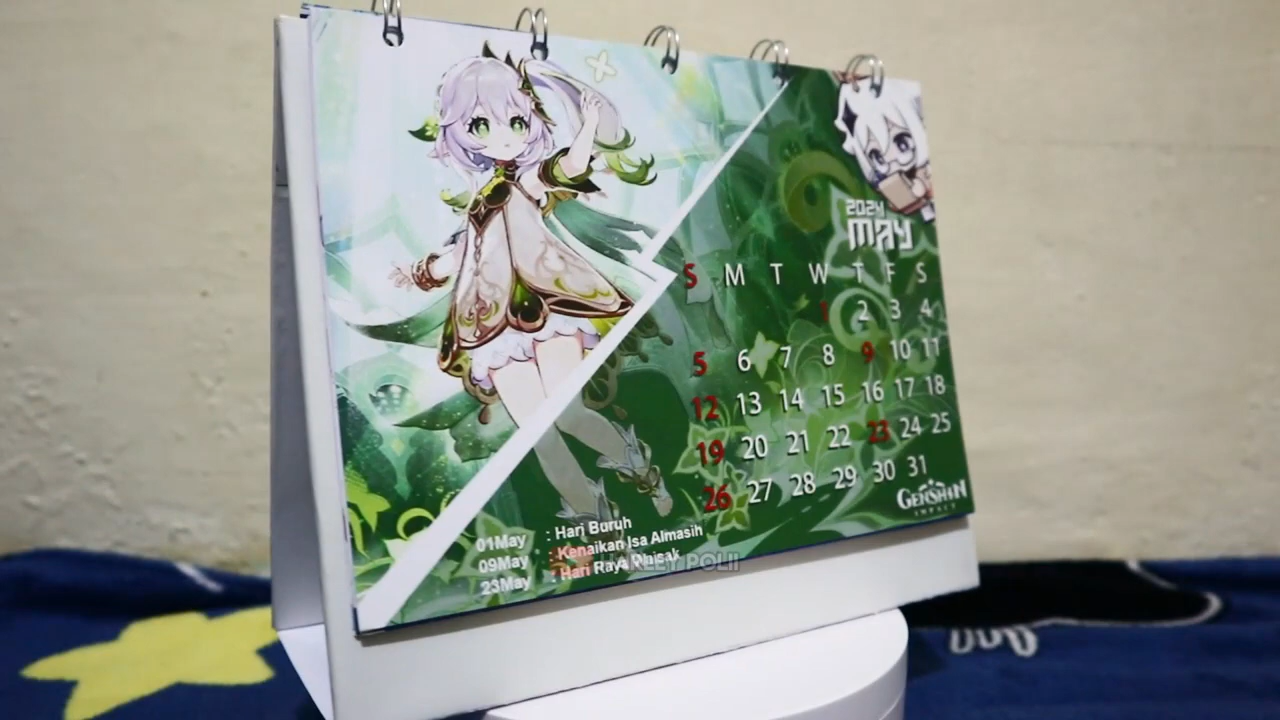 2024
MAY
S M T W T F S
1 2 3 4
5 6 7 8 9 10 11
12 13 14 15 16 17 18
19 20 21 22 23 24 25
26 27 28 29 30 31
GENSHIN
IMPACT
01May : Hari Buruh
09May : Kenaikan Isa Almasih
23May : Hari Raya Waisak
POLII